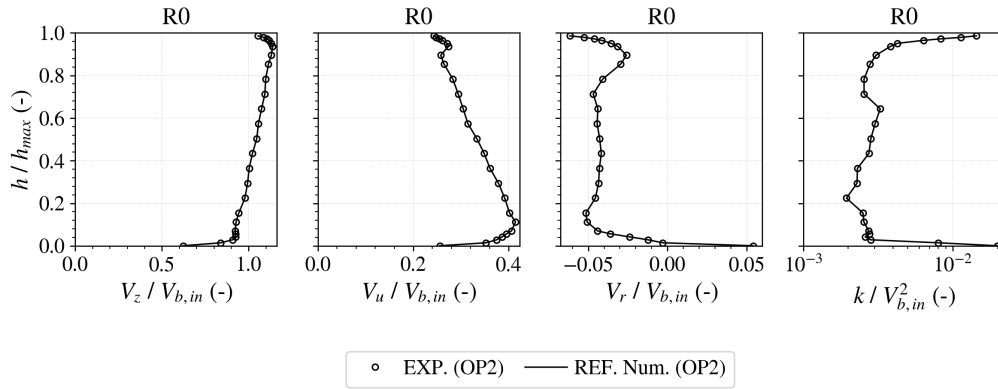 R0 R0 R0 R0
h / h_max (-)
1.0
0.8
0.6
0.4
0.2
0.0
0.0 0.5 1.0 0.0 0.2 0.4 −0.05 0.00 0.05 10⁻³ 10⁻²
V_z / V_b,in (-) V_u / V_b,in (-) V_r / V_b,in (-) k / V²_b,in (-)
EXP. (OP2) REF. Num. (OP2)